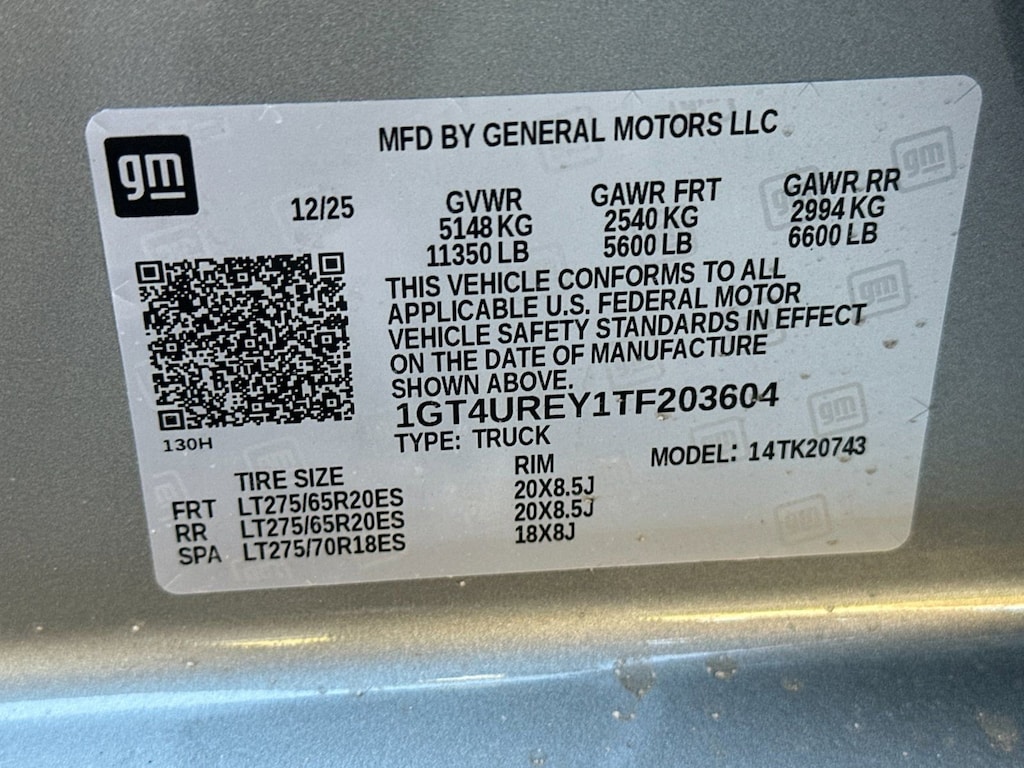 MFD BY GENERAL MOTORS LLC
gm
12/25 GVWR GAWR FRT GAWR RR
5148 KG 2540 KG 2994 KG
11350 LB 5600 LB 6600 LB
THIS VEHICLE CONFORMS TO ALL
APPLICABLE U.S. FEDERAL MOTOR
VEHICLE SAFETY STANDARDS IN EFFECT
ON THE DATE OF MANUFACTURE
SHOWN ABOVE.
1GT4UREY1TF203604
130H
TYPE: TRUCK MODEL: 14TK20743
TIRE SIZE RIM
FRT LT275/65R20ES 20X8.5J
RR LT275/65R20ES 20X8.5J
SPA LT275/70R18ES 18X8J